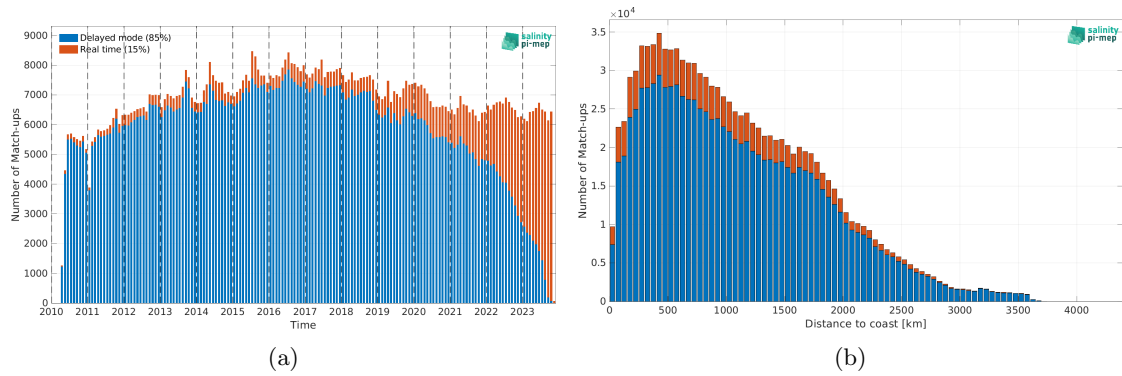 Delayed mode (85%)
Real time (15%)
salinity
pi-mep
Number of Match-ups
9000
8000
7000
6000
5000
4000
3000
2000
1000
0
2010 2011 2012 2013 2014 2015 2016 2017 2018 2019 2020 2021 2022 2023
Time
(a)
×10⁴
salinity
pi-mep
Number of Match-ups
3.5
3
2.5
2
1.5
1
0.5
0
0 500 1000 1500 2000 2500 3000 3500 4000
Distance to coast [km]
(b)